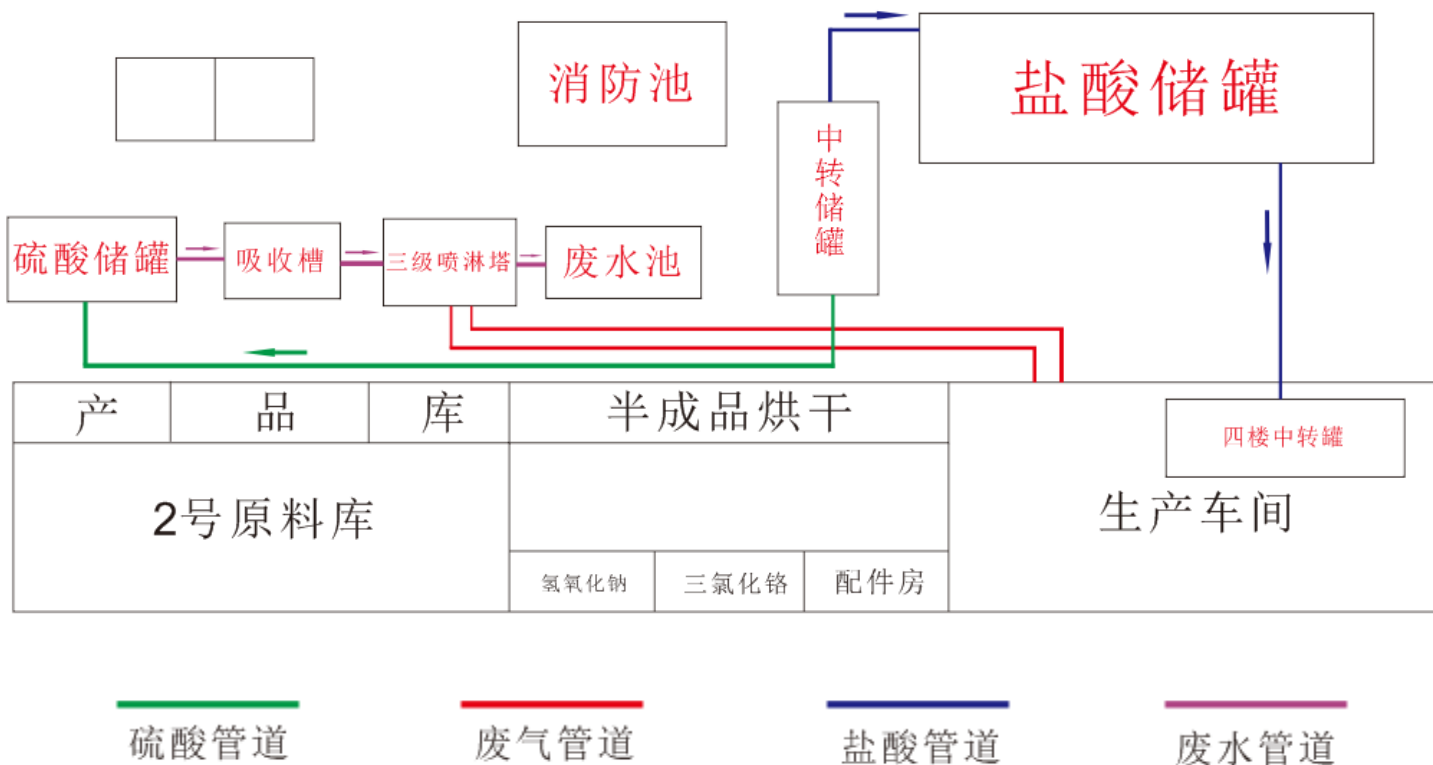 消防池
盐酸储罐
中转储罐
硫酸储罐
吸收槽
三级喷淋塔
废水池
产品库
半成品烘干
四楼中转罐
2号原料库
生产车间
氢氧化钠
三氯化铬
配件房
硫酸管道
废气管道
盐酸管道
废水管道